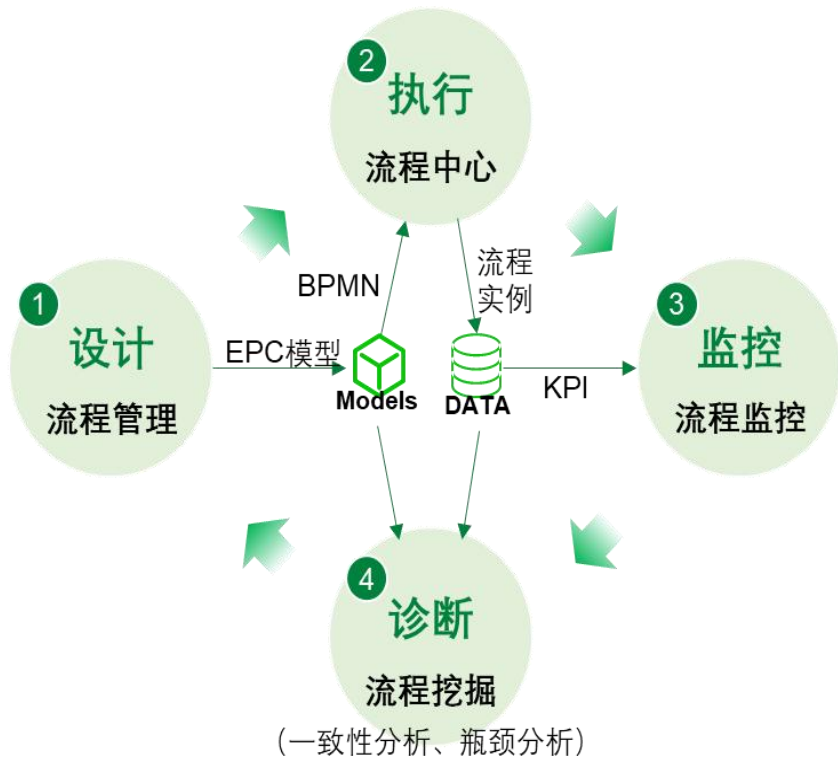 2
执行
流程中心
BPMN
流程
实例
1
设计
流程管理
EPC模型
Models
DATA
KPI
3
监控
流程监控
4
诊断
流程挖掘
（一致性分析、瓶颈分析）